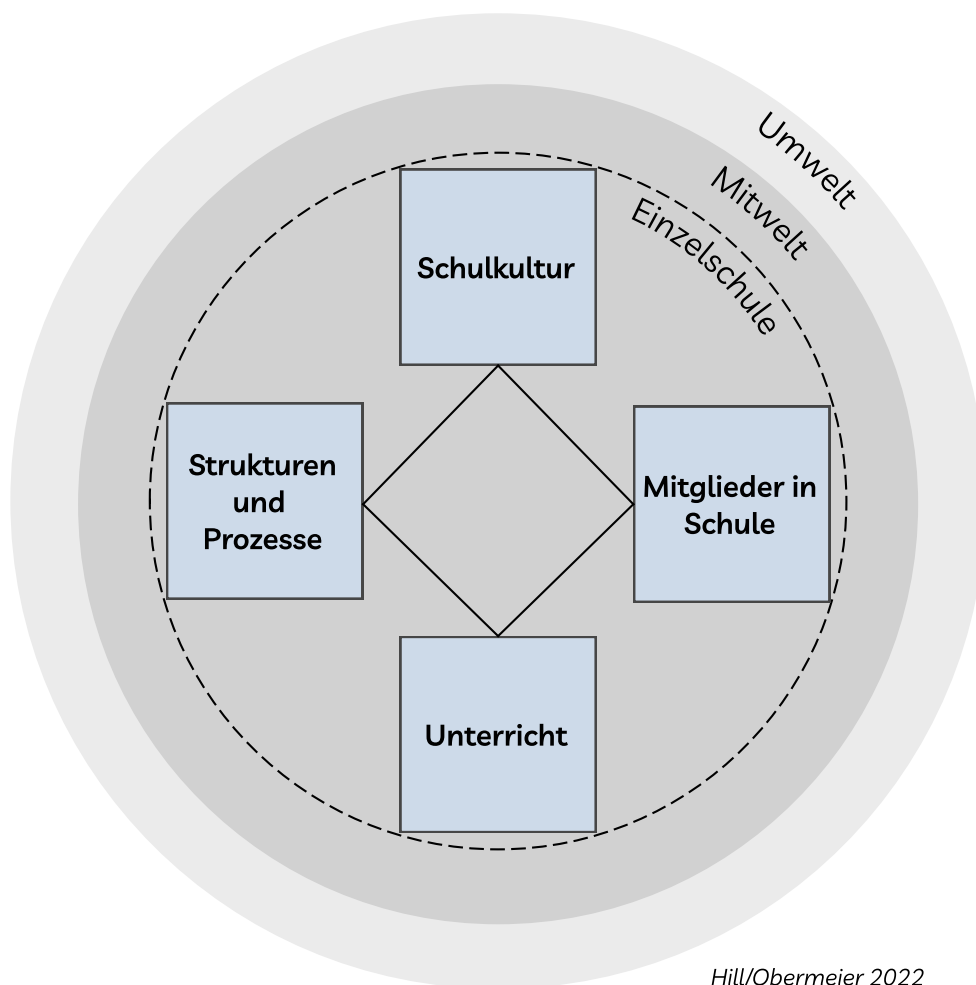 Umwelt
Mitwelt
Einzelschule
Schulkultur
Strukturen
und
Prozesse
Mitglieder in
Schule
Unterricht
Hill/Obermeier 2022